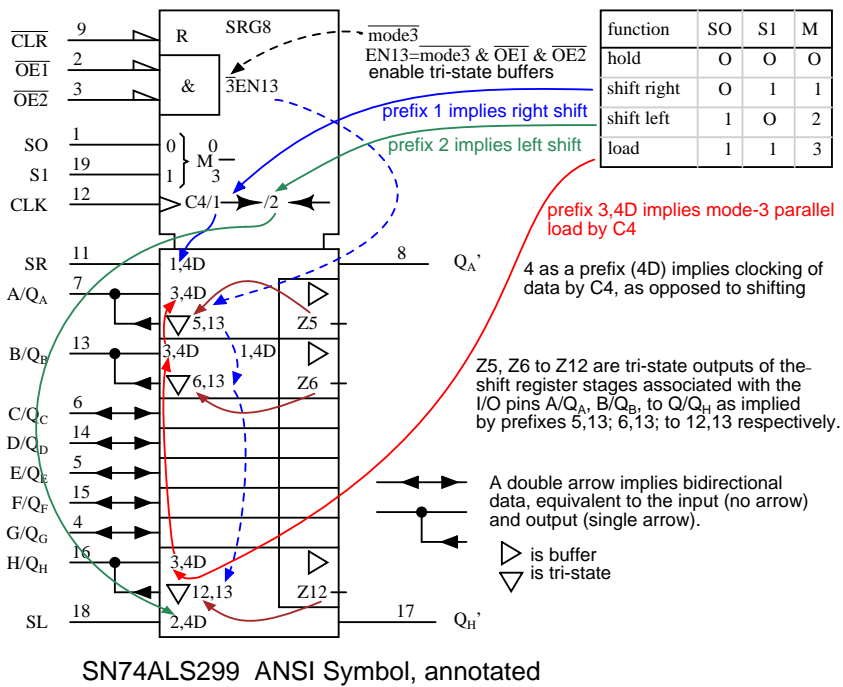 9
CLR
R
SRG8
mode3
EN13=mode3 & OE1 & OE2
enable tri-state buffers
2
OE1
&
3EN13
3
OE2
function SO S1 M
hold O O O
shift right O 1 1
shift left 1 O 2
load 1 1 3
prefix 1 implies right shift
prefix 2 implies left shift
1
SO
0
0
M
19
S1
1
3
12
CLK
C4/1
/2
prefix 3,4D implies mode-3 parallel
load by C4
4 as a prefix (4D) implies clocking of
data by C4, as opposed to shifting
11
SR
1,4D
8
QA’
7
A/QA
3,4D
5,13
Z5
13
B/QB
3,4D
1,4D
6,13
Z6
Z5, Z6 to Z12 are tri-state outputs of the
shift register stages associated with the
I/O pins A/QA, B/QB, to Q/QH as implied
by prefixes 5,13; 6,13; to 12,13 respectively.
6
C/QC
14
D/QD
5
E/QE
15
F/QF
4
G/QG
16
H/QH
3,4D
12,13
Z12
18
SL
2,4D
17
QH’
A double arrow implies bidirectional
data, equivalent to the input (no arrow)
and output (single arrow).
is buffer
is tri-state
SN74ALS299 ANSI Symbol, annotated